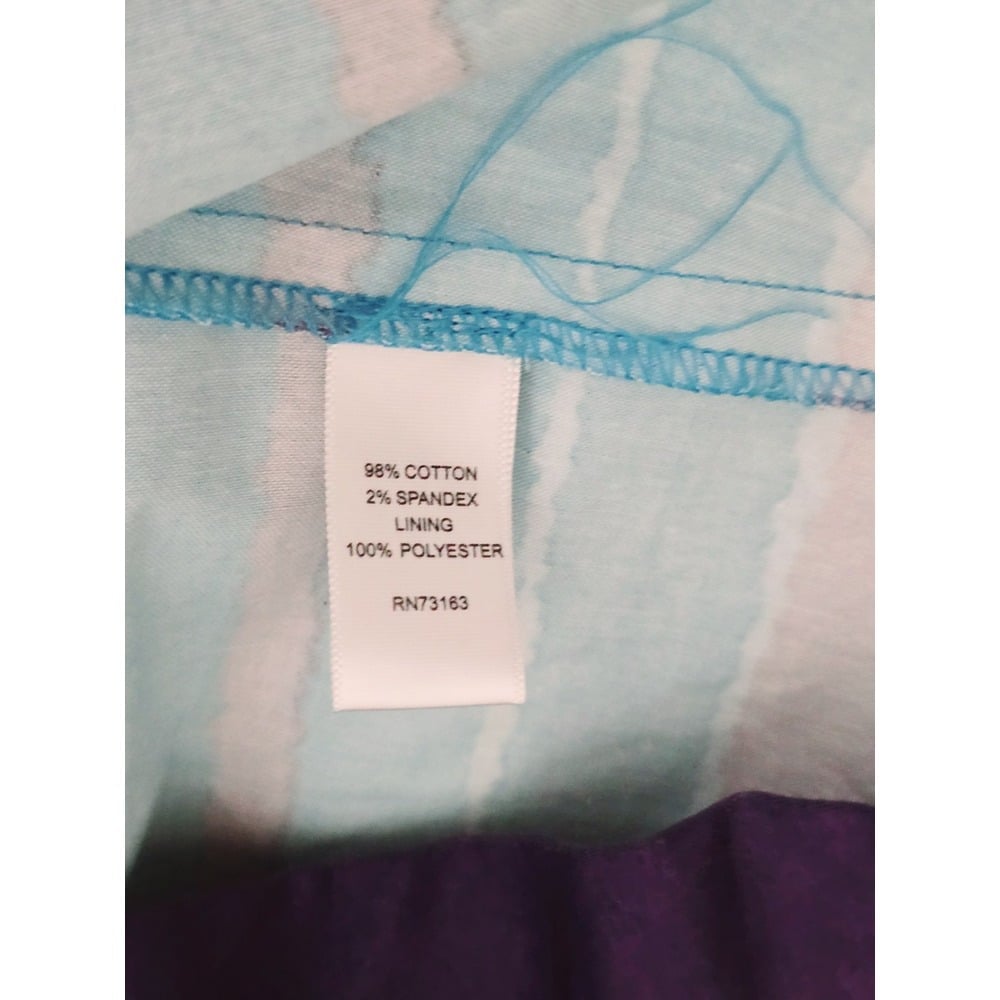 98% COTTON
2% SPANDEX
LINING
100% POLYESTER
RN73163